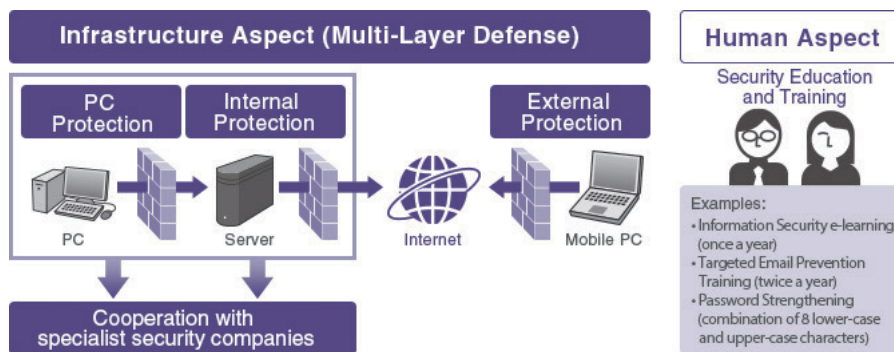 Infrastructure Aspect (Multi-Layer Defense)
PC
Protection
Internal
Protection
External
Protection
PC
Server
Internet
Mobile PC
Cooperation with
specialist security companies
Human Aspect
Security Education
and Training
Examples:
• Information Security e-learning
(once a year)
• Targeted Email Prevention
Training (twice a year)
• Password Strengthening
(combination of 8 lower-case
and upper-case characters)